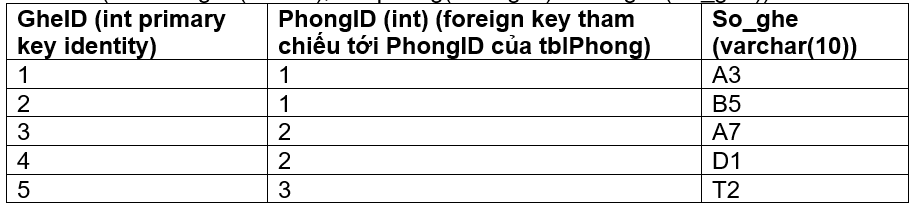 GheID (int primary key identity) PhongID (int) (foreign key tham chiếu tới PhongID của tblPhong) So_ghe (varchar(10))
1 1 A3
2 1 B5
3 2 A7
4 2 D1
5 3 T2